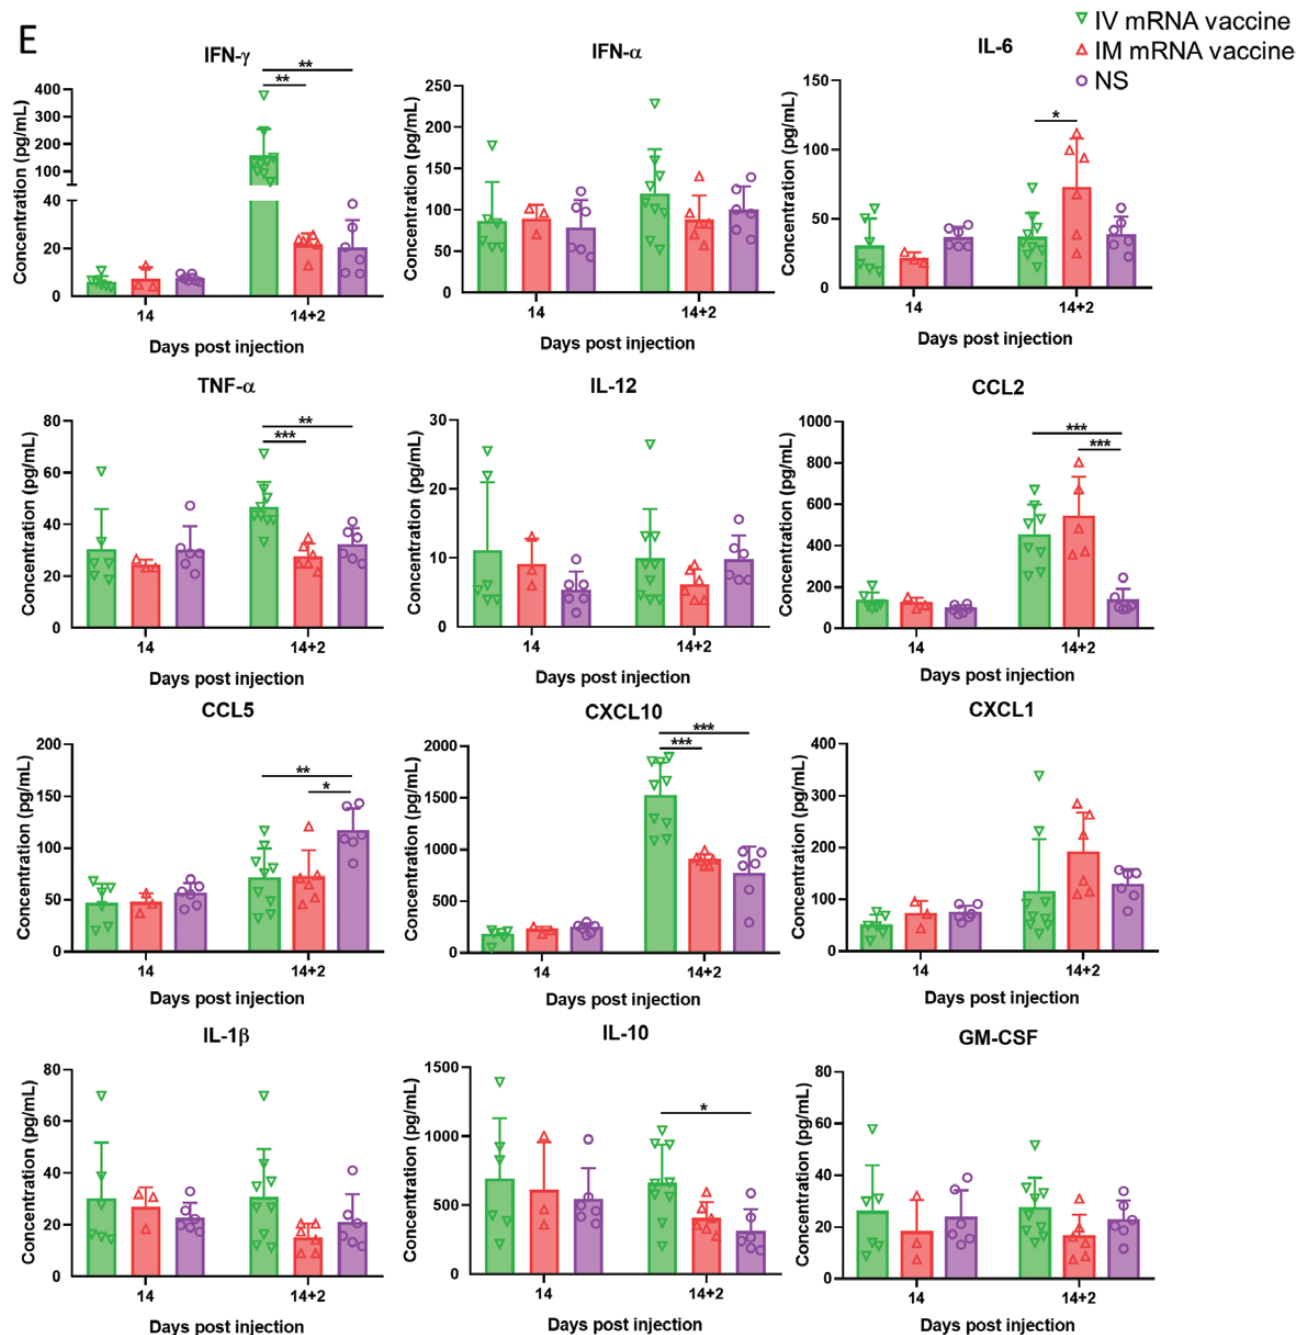 E
IV mRNA vaccine
IM mRNA vaccine
NS
IFN-γ
Concentration (pg/mL)
400
300
200
100
40
20
0
**
**
14
14+2
Days post injection
IFN-α
Concentration (pg/mL)
250
200
150
100
50
0
14
14+2
Days post injection
IL-6
Concentration (pg/mL)
150
100
50
0
*
14
14+2
Days post injection
TNF-α
Concentration (pg/mL)
80
60
40
20
0
**
***
14
14+2
Days post injection
IL-12
Concentration (pg/mL)
30
20
10
0
14
14+2
Days post injection
CCL2
Concentration (pg/mL)
1000
800
600
400
200
0
***
***
14
14+2
Days post injection
CCL5
Concentration (pg/mL)
200
150
100
50
0
**
*
14
14+2
Days post injection
CXCL10
Concentration (pg/mL)
2000
1500
1000
500
0
***
***
14
14+2
Days post injection
CXCL1
Concentration (pg/mL)
400
300
200
100
0
14
14+2
Days post injection
IL-1β
Concentration (pg/mL)
80
60
40
20
0
14
14+2
Days post injection
IL-10
Concentration (pg/mL)
1500
1000
500
0
*
14
14+2
Days post injection
GM-CSF
Concentration (pg/mL)
80
60
40
20
0
14
14+2
Days post injection